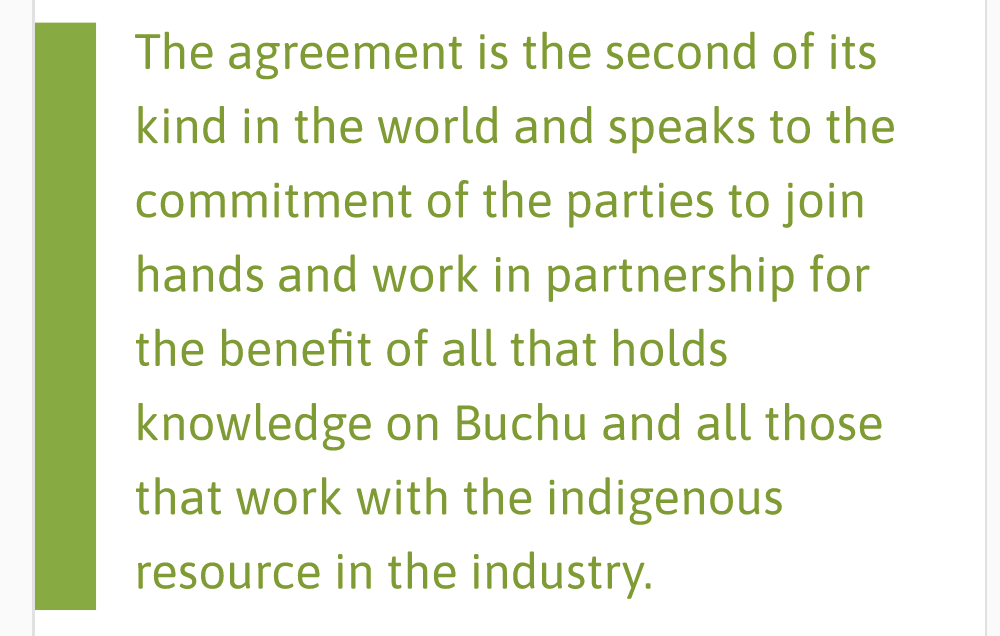 The agreement is the second of its
kind in the world and speaks to the
commitment of the parties to join
hands and work in partnership for
the benefit of all that holds
knowledge on Buchu and all those
that work with the indigenous
resource in the industry.